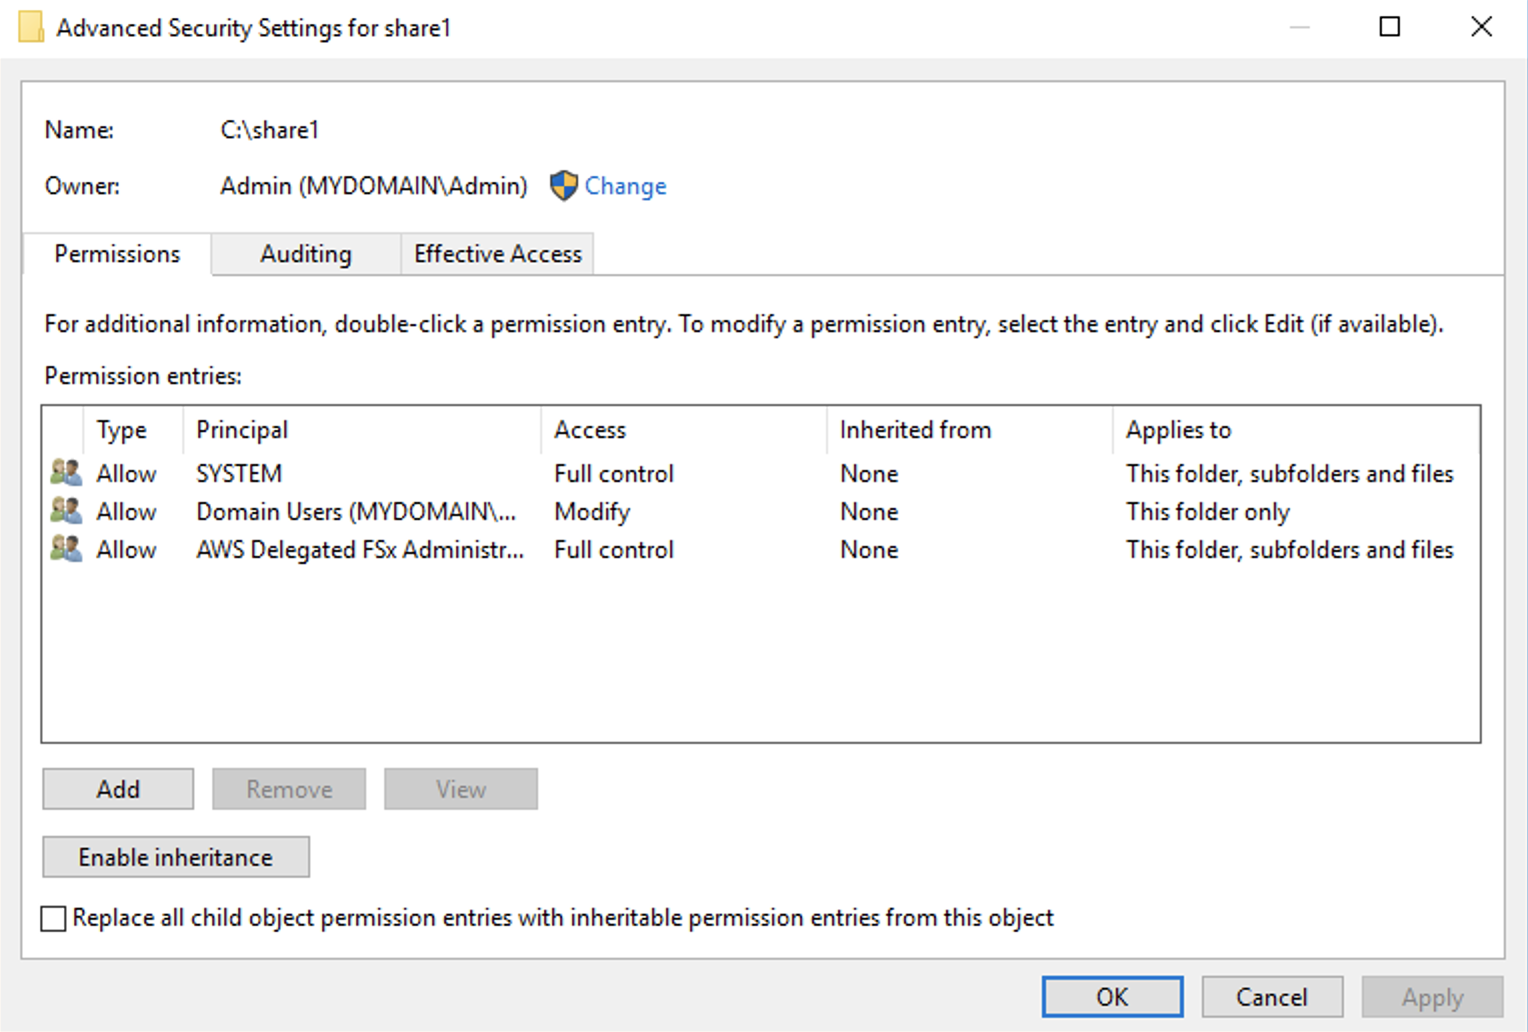 Advanced Security Settings for share1
Name: C:\share1
Owner: Admin (MYDOMAIN\Admin) Change
Permissions Auditing Effective Access
For additional information, double-click a permission entry. To modify a permission entry, select the entry and click Edit (if available).
Permission entries:
Type Principal Access Inherited from Applies to
Allow SYSTEM Full control None This folder, subfolders and files
Allow Domain Users (MYDOMAIN\... Modify None This folder only
Allow AWS Delegated FSx Administr... Full control None This folder, subfolders and files
Add Remove View
Enable inheritance
Replace all child object permission entries with inheritable permission entries from this object
OK Cancel Apply